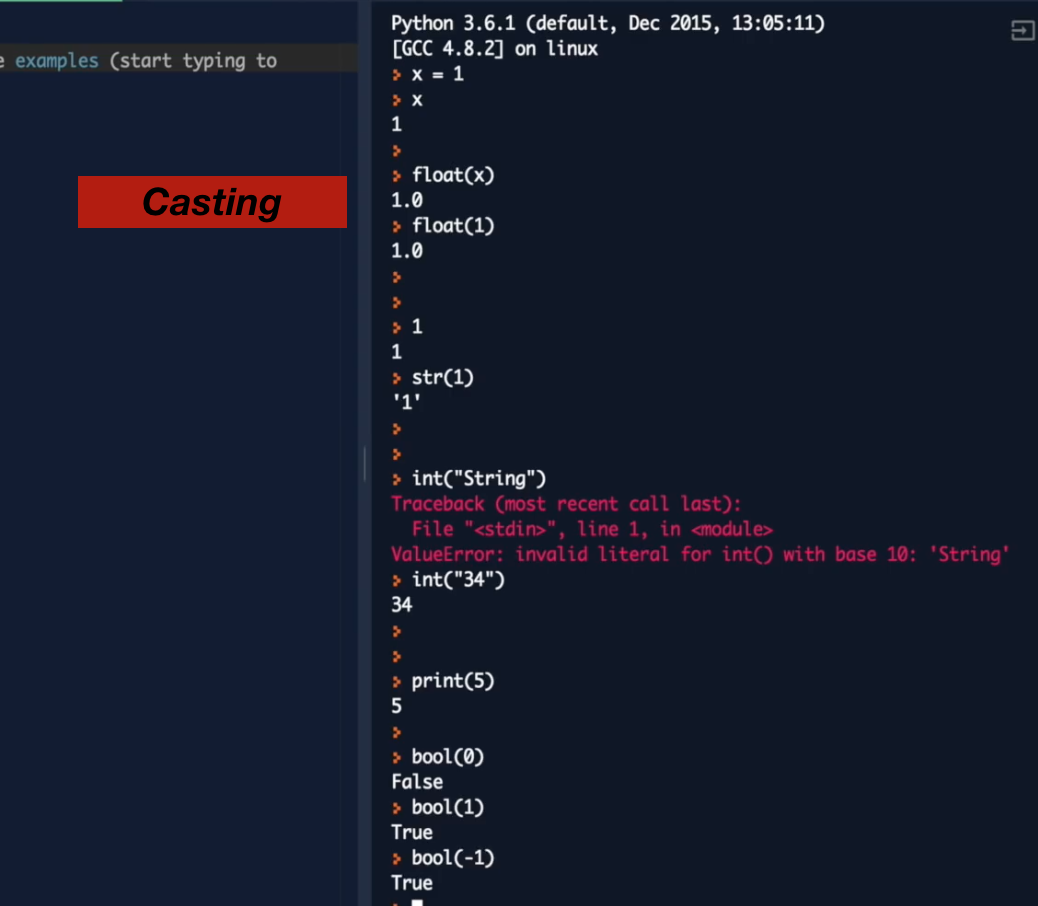 e examples (start typing to
Casting
Python 3.6.1 (default, Dec 2015, 13:05:11)
[GCC 4.8.2] on linux
> x = 1
> x
1
>
> float(x)
1.0
> float(1)
1.0
>
>
> 1
1
> str(1)
'1'
>
>
> int("String")
Traceback (most recent call last):
  File "<stdin>", line 1, in <module>
ValueError: invalid literal for int() with base 10: 'String'
> int("34")
34
>
>
> print(5)
5
>
> bool(0)
False
> bool(1)
True
> bool(-1)
True
>